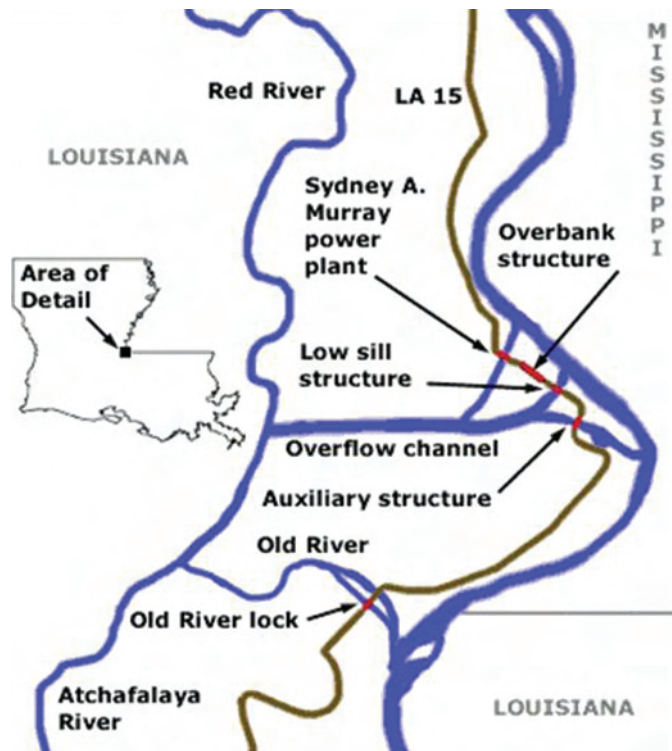 Red River
LA 15
MISSISSIPPI
LOUISIANA
Sydney A.
Murray
power
plant
Overbank
structure
Area of
Detail
Low sill
structure
Overflow channel
Auxiliary structure
Old River
Old River lock
Atchafalaya
River
LOUISIANA